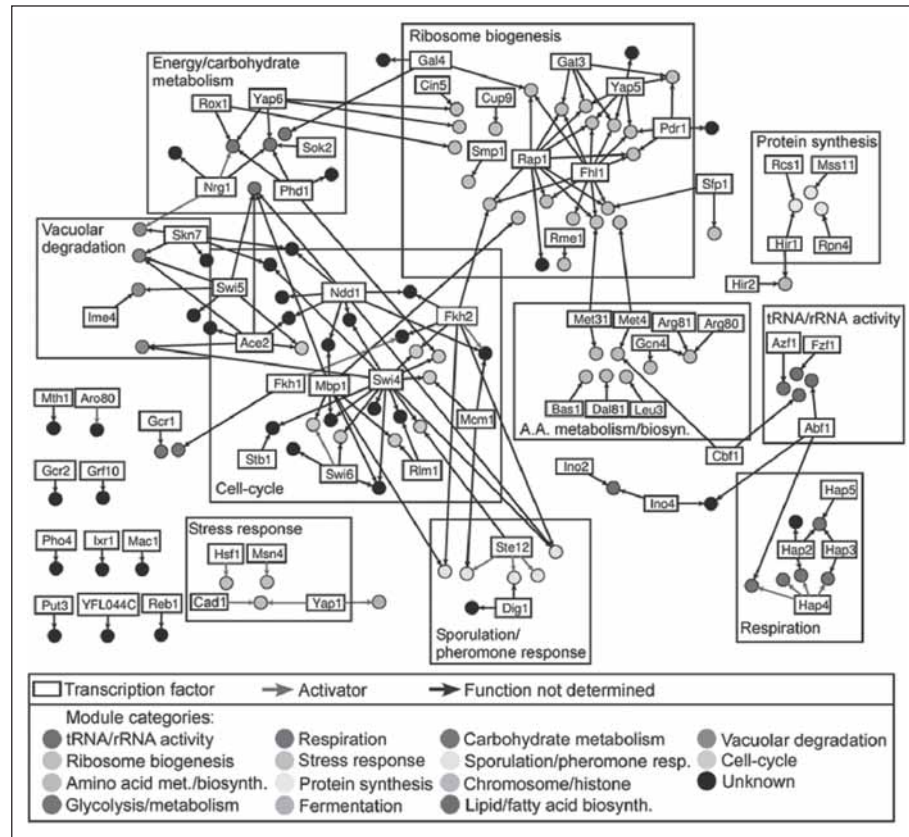 Ribosome biogenesis
Energy/carbohydrate
metabolism
Gal4
Gat3
Cin5
Yap5
Rox1
Yap6
Cup9
Pdr1
Protein synthesis
Sok2
Smp1
Rap1
Rcs1
Mss11
Fhl1
Nrg1
Phd1
Sfp1
Vacuolar
degradation
Skn7
Rme1
Hir1
Rpn4
Swi5
Ndd1
Hir2
Ime4
Fkh2
Met31
Met4
Arg81
Arg80
tRNA/rRNA activity
Ace2
Gcn4
Azf1
Fzf1
Fkh1
Mbp1
Swi4
Mth1
Aro80
Gcr1
Mcm1
Bas1
Dal81
Leu3
Abf1
A.A. metabolism/biosyn.
Stb1
Swi6
Rlm1
Cbf1
Gcr2
Grf10
Cell-cycle
Ino2
Ino4
Hap5
Stress response
Pho4
Ixr1
Mac1
Hsf1
Msn4
Ste12
Hap2
Hap3
Put3
YFL044C
Reb1
Cad1
Yap1
Dig1
Hap4
Sporulation/
pheromone response
Respiration
Transcription factor
Activator
Function not determined
Module categories:
tRNA/rRNA activity
Respiration
Carbohydrate metabolism
Vacuolar degradation
Ribosome biogenesis
Stress response
Sporulation/pheromone resp.
Cell-cycle
Amino acid met./biosynth.
Protein synthesis
Chromosome/histone
Unknown
Glycolysis/metabolism
Fermentation
Lipid/fatty acid biosynth.